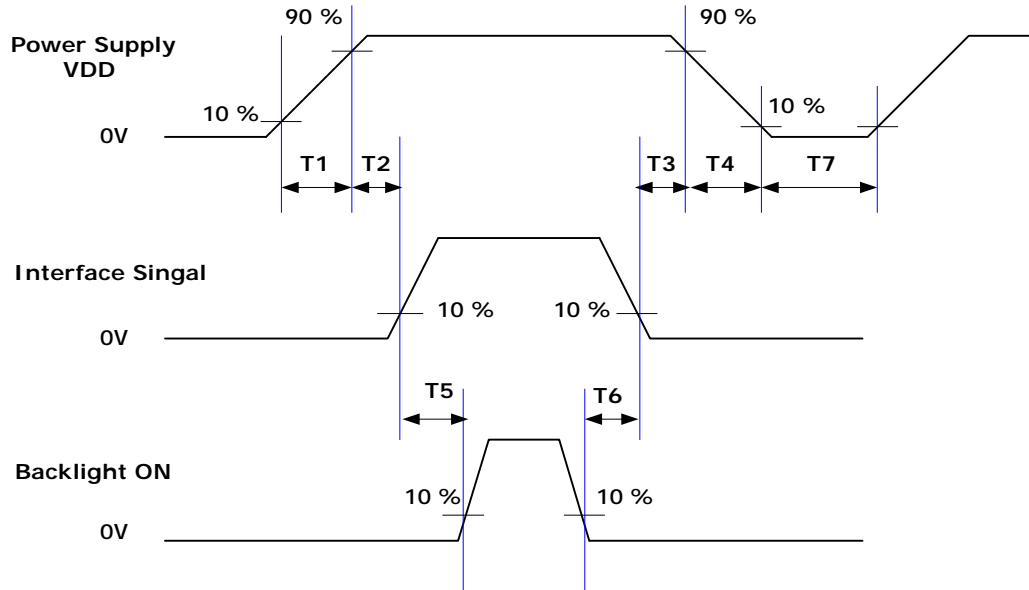 90 %
90 %
Power Supply
VDD
10 %
10 %
0V
T1
T2
T3
T4
T7
Interface Singal
10 %
10 %
0V
T5
T6
Backlight ON
10 %
10 %
0V